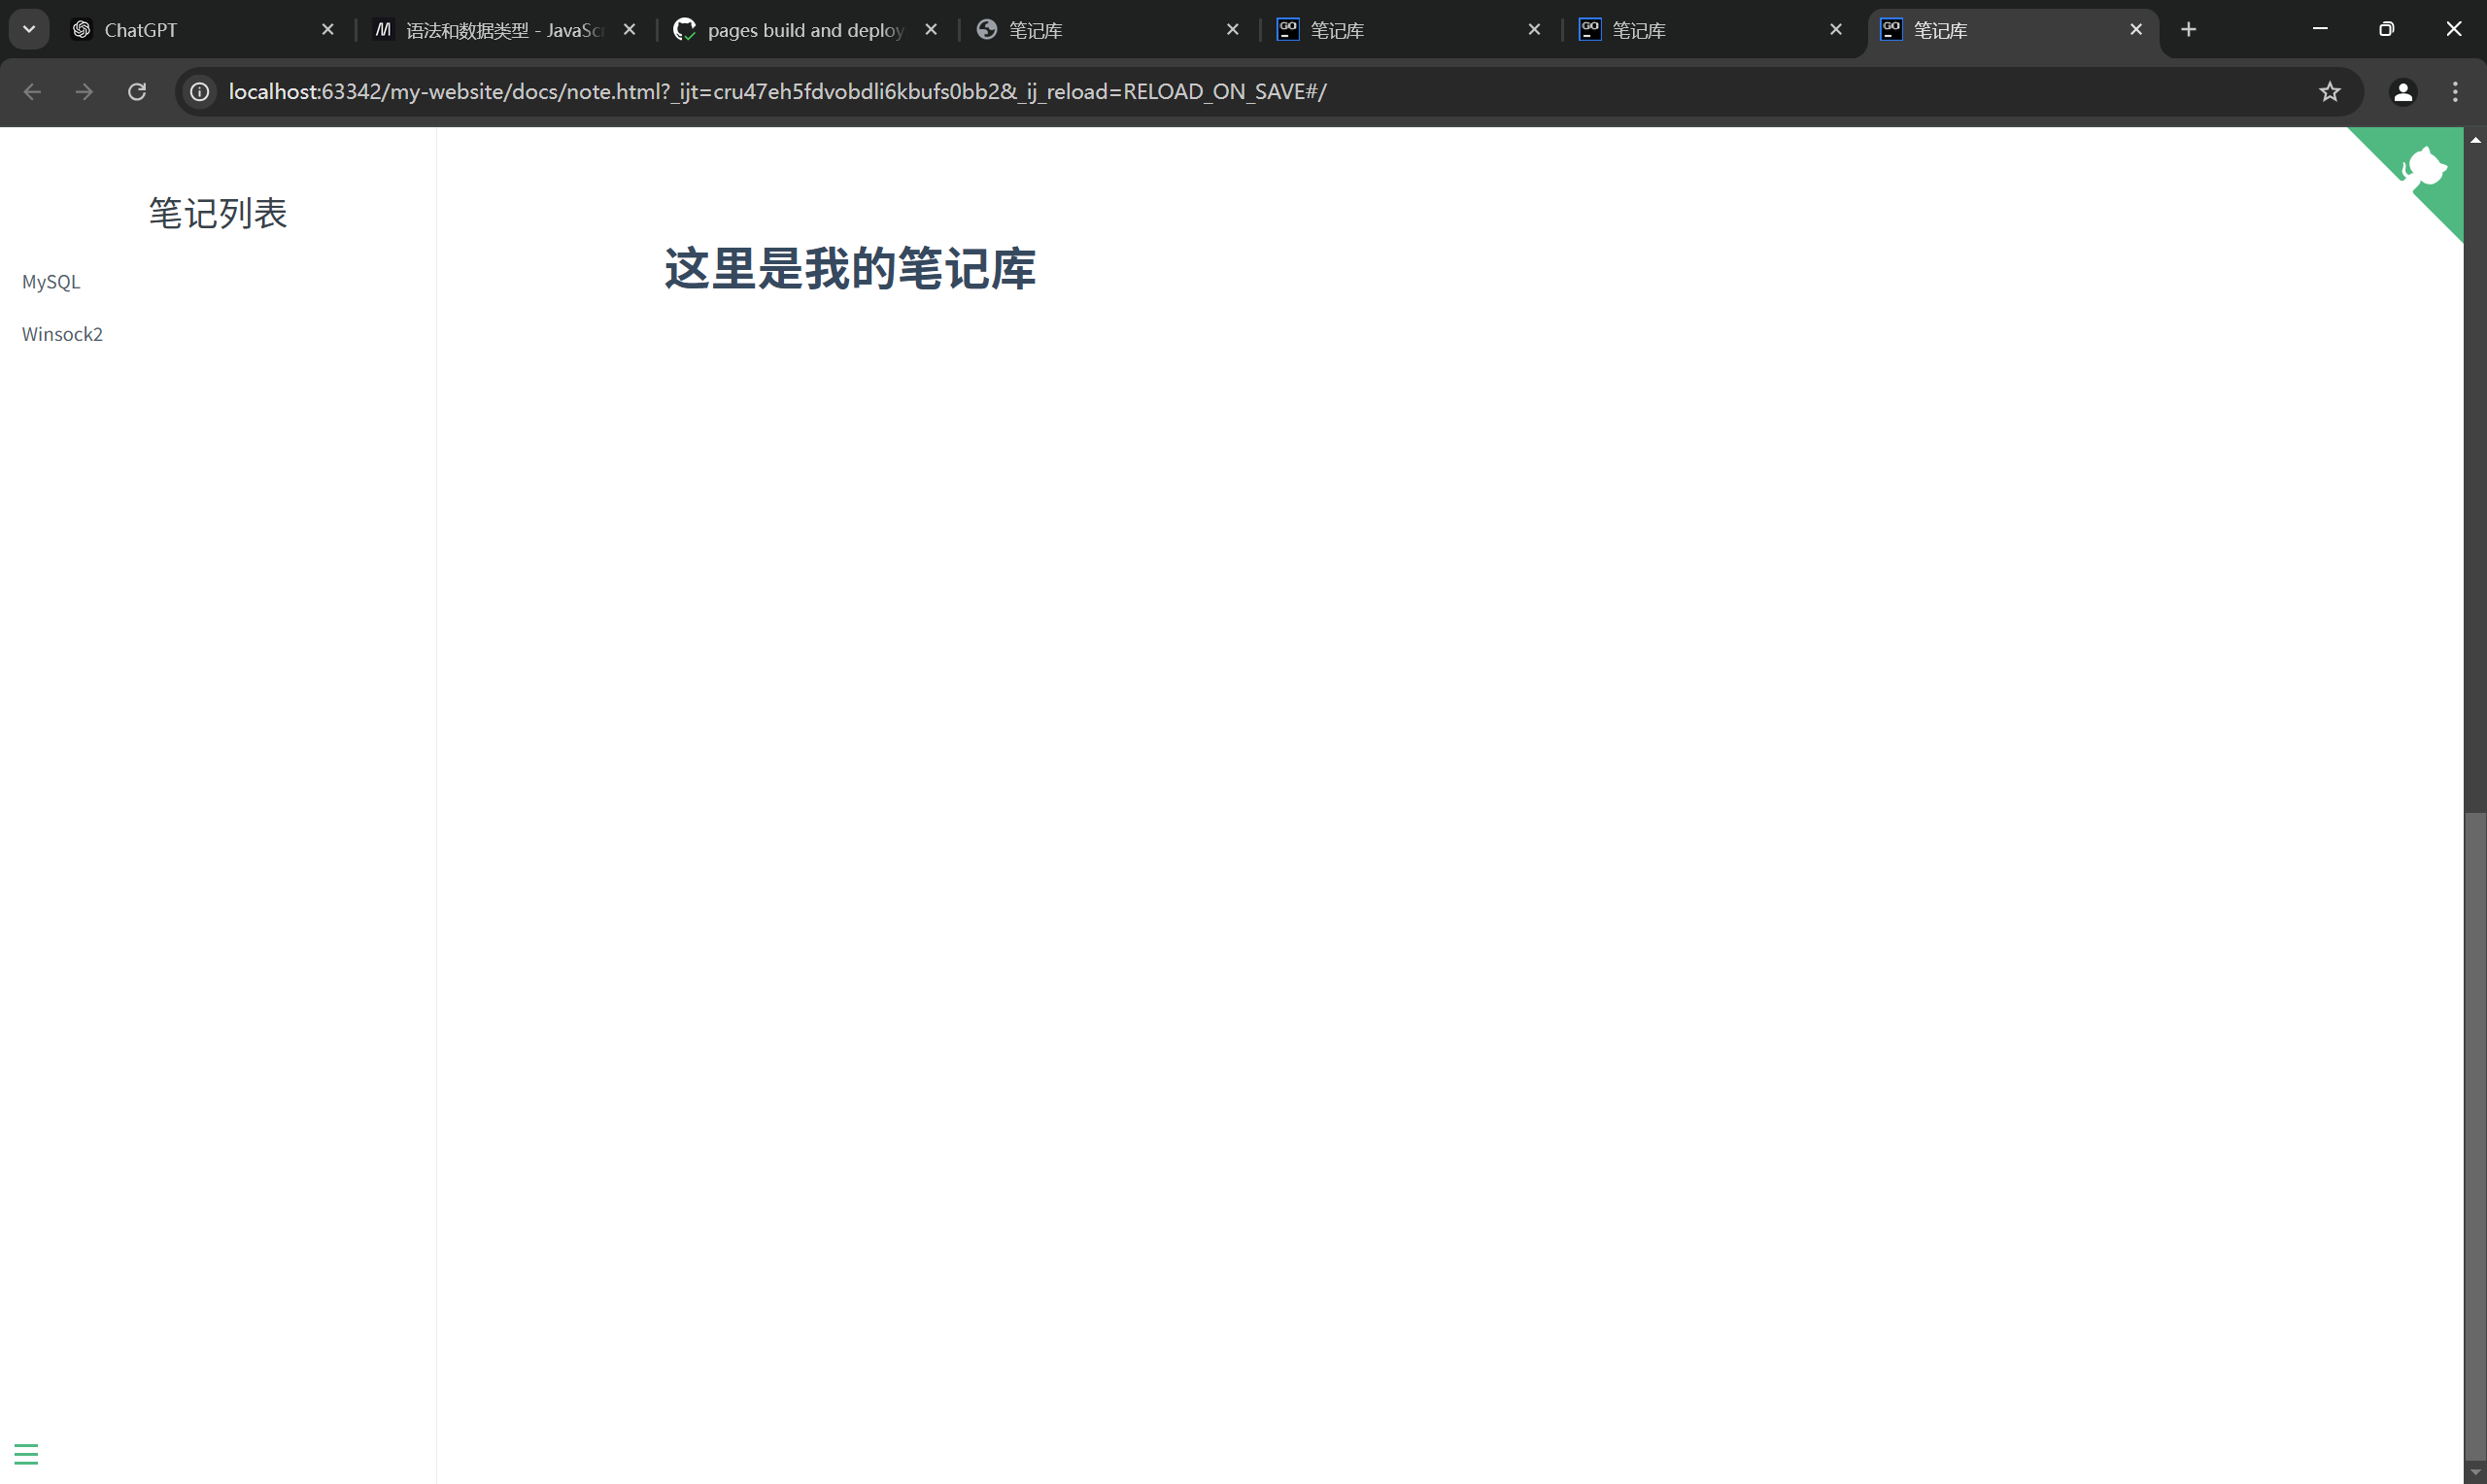 ChatGPT
语法和数据类型 - JavaSc
pages build and deploy
笔记库
笔记库
笔记库
笔记库
localhost:63342/my-website/docs/note.html?_ijt=cru47eh5fdvobdli6kbufs0bb2&_ij_reload=RELOAD_ON_SAVE#/
笔记列表
MySQL
Winsock2
这里是我的笔记库